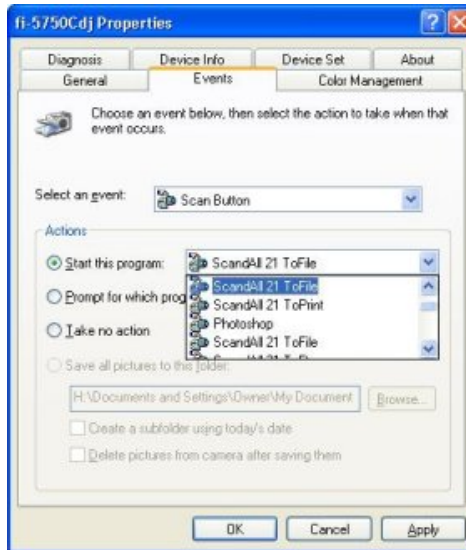 fi-5750Cdj Properties
Diagnosis Device Info Device Set About
General Events Color Management
Choose an event below, then select the action to take when that
event occurs.
Select an event: Scan Button
Actions
Start this program: ScandAll 21 ToFile
ScandAll 21 ToFile
Prompt for which prog
ScandAll 21 ToPrint
Photoshop
Take no action
ScandAll 21 ToFile
Save all pictures to this folder:
H:\Documents and Settings\Owner\My Document Browse...
Create a subfolder using today's date
Delete pictures from camera after saving them
OK Cancel Apply